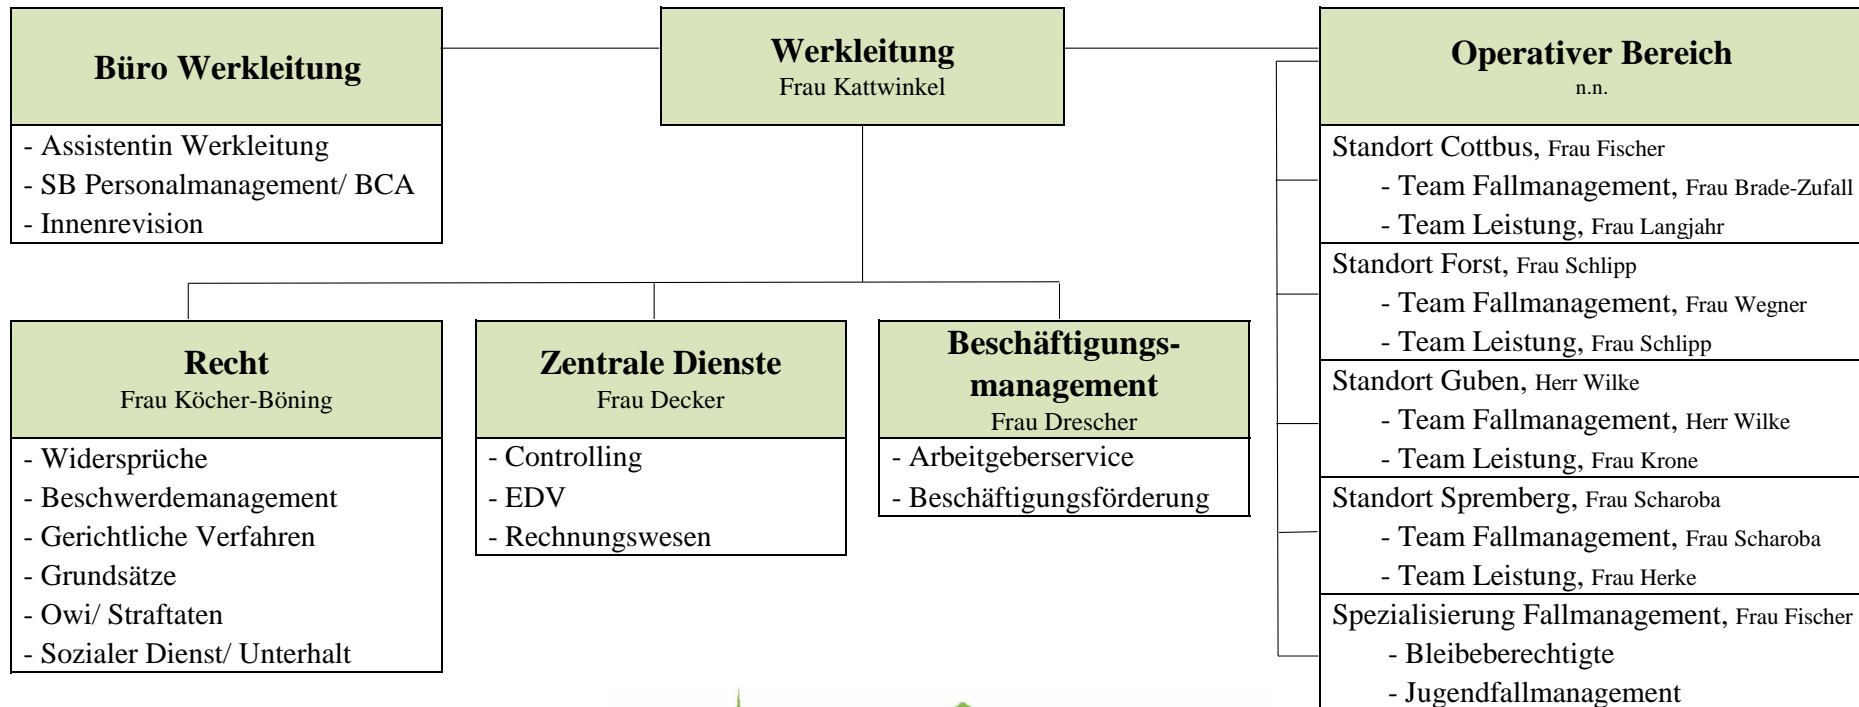 Büro Werkleitung
- Assistentin Werkleitung
- SB Personalmanagement/ BCA
- Innenrevision
Werkleitung
Frau Kattwinkel
Recht
Frau Köcher-Böning
- Widersprüche
- Beschwerdemanagement
- Gerichtliche Verfahren
- Grundsätze
- Owi/ Straftaten
- Sozialer Dienst/ Unterhalt
Zentrale Dienste
Frau Decker
- Controlling
- EDV
- Rechnungswesen
Beschäftigungs-
management
Frau Drescher
- Arbeitgeberservice
- Beschäftigungsförderung
Operativer Bereich
n.n.
Standort Cottbus, Frau Fischer
- Team Fallmanagement, Frau Brade-Zufall
- Team Leistung, Frau Langjahr
Standort Forst, Frau Schlipp
- Team Fallmanagement, Frau Wegner
- Team Leistung, Frau Schlipp
Standort Guben, Herr Wilke
- Team Fallmanagement, Herr Wilke
- Team Leistung, Frau Krone
Standort Spremberg, Frau Scharoba
- Team Fallmanagement, Frau Scharoba
- Team Leistung, Frau Herke
Spezialisierung Fallmanagement, Frau Fischer
- Bleibeberechtigte
- Jugendfallmanagement